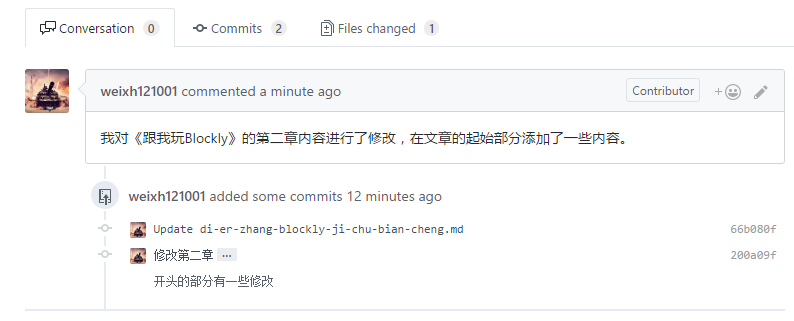 Conversation 0 Commits 2 Files changed 1
weixh121001 commented a minute ago Contributor
我对《跟我玩Blockly》的第二章内容进行了修改，在文章的起始部分添加了一些内容。
weixh121001 added some commits 12 minutes ago
Update di-er-zhang-blockly-ji-chu-bian-cheng.md 66b080f
修改第二章 … 200a09f
开头的部分有一些修改